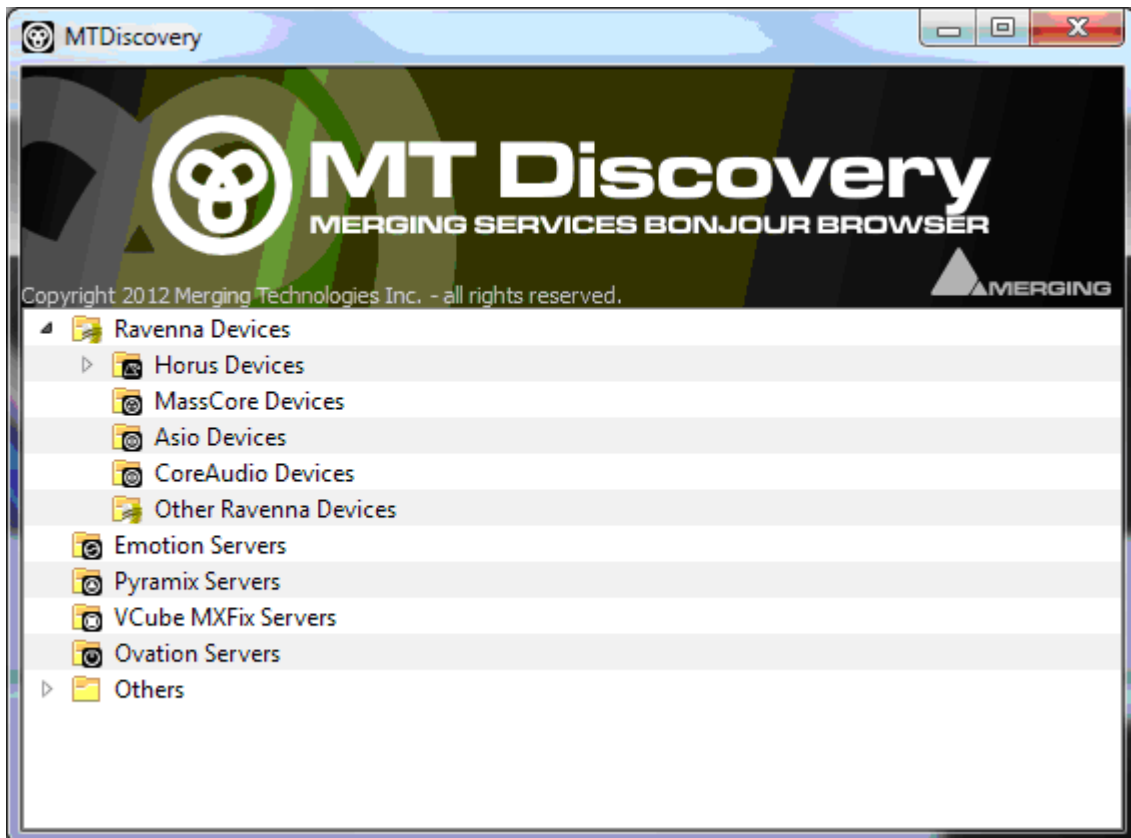 MTDiscovery
MT Discovery
MERGING SERVICES BONJOUR BROWSER
MERGING
Copyright 2012 Merging Technologies Inc. - all rights reserved.
Ravenna Devices
Horus Devices
MassCore Devices
Asio Devices
CoreAudio Devices
Other Ravenna Devices
Emotion Servers
Pyramix Servers
VCube MXFix Servers
Ovation Servers
Others